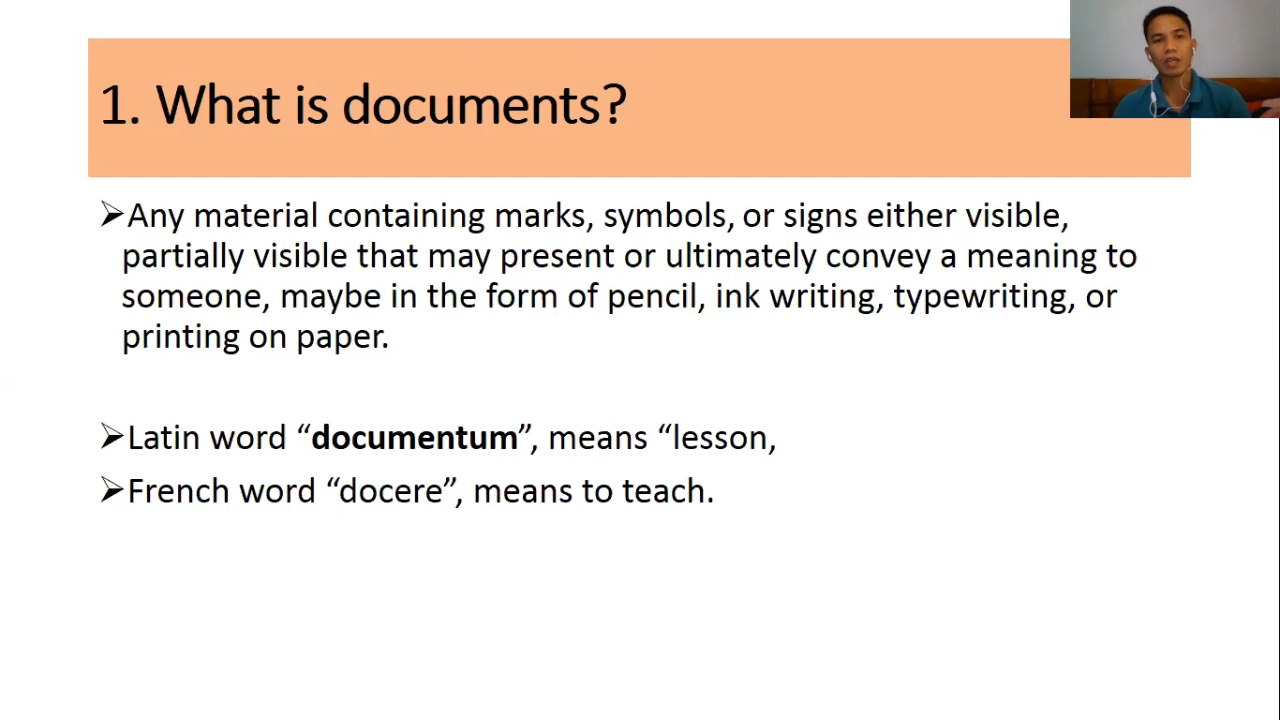 1. What is documents?
➢Any material containing marks, symbols, or signs either visible,
partially visible that may present or ultimately convey a meaning to
someone, maybe in the form of pencil, ink writing, typewriting, or
printing on paper.
➢Latin word “documentum”, means “lesson,
➢French word “docere”, means to teach.